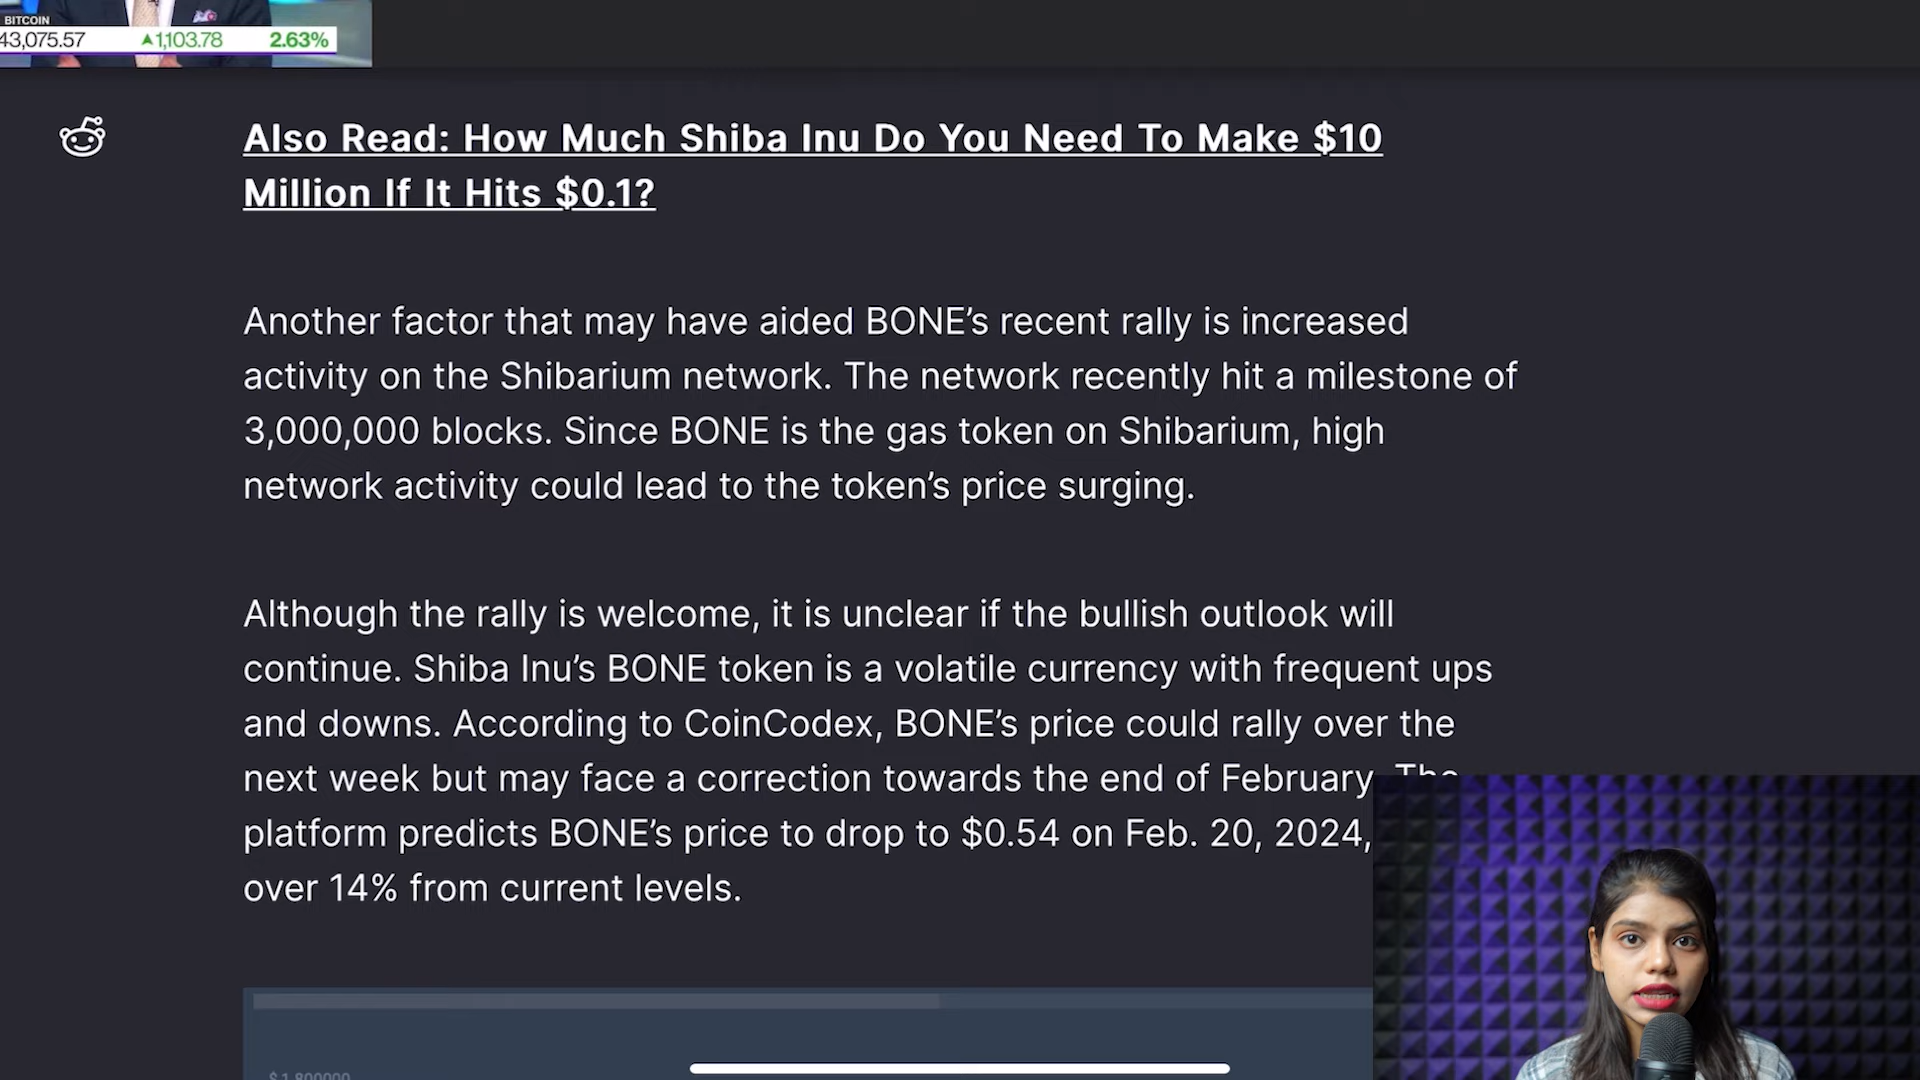 BITCOIN
43,075.57 ▲1,103.78 2.63%
Also Read: How Much Shiba Inu Do You Need To Make $10
Million If It Hits $0.1?
Another factor that may have aided BONE’s recent rally is increased
activity on the Shibarium network. The network recently hit a milestone of
3,000,000 blocks. Since BONE is the gas token on Shibarium, high
network activity could lead to the token’s price surging.
Although the rally is welcome, it is unclear if the bullish outlook will
continue. Shiba Inu’s BONE token is a volatile currency with frequent ups
and downs. According to CoinCodex, BONE’s price could rally over the
next week but may face a correction towards the end of February. The
platform predicts BONE’s price to drop to $0.54 on Feb. 20, 2024,
over 14% from current levels.
$ 1.800000